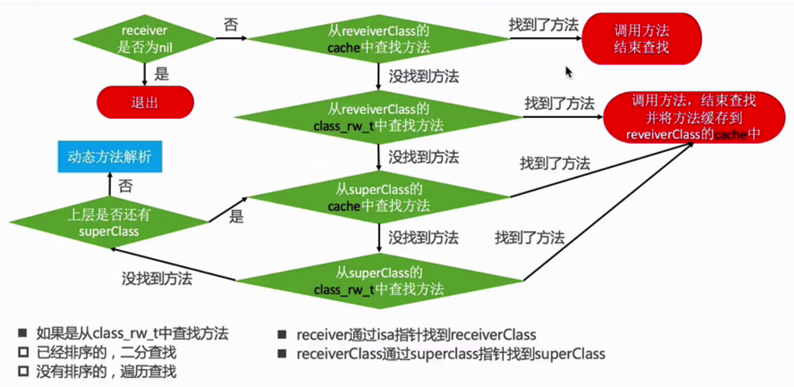 receiver
是否为nil
否
从reveiverClass的
cache中查找方法
找到了方法
调用方法
结束查找
是
没找到方法
退出
从reveiverClass的
class_rw_t中查找方法
找到了方法
调用方法，结束查找
并将方法缓存到
reveiverClass的cache中
动态方法解析
没找到方法
找到了方法
否
上层是否还有
superClass
是
从superClass的
cache中查找方法
没找到方法
找到了方法
没找到方法
从superClass的
class_rw_t中查找方法
■ 如果是从class_rw_t中查找方法
□ 已经排序的，二分查找
□ 没有排序的，遍历查找
■ receiver通过isa指针找到receiverClass
■ receiverClass通过superclass指针找到superClass